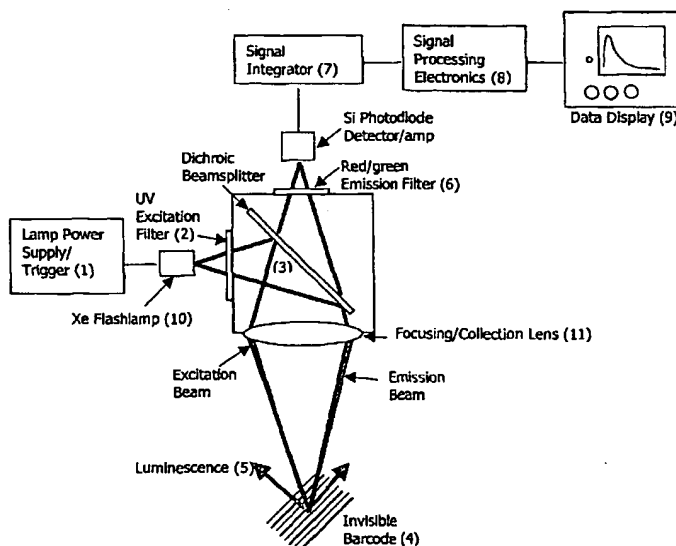 Signal
Integrator (7)
Signal
Processing
Electronics (8)
Data Display (9)
Si Photodiode
Detector/amp
Dichroic
Beamsplitter
Red/green
Emission Filter (6)
UV
Excitation
Filter (2)
Lamp Power
Supply/
Trigger (1)
(3)
Xe Flashlamp (10)
Focusing/Collection Lens (11)
Excitation
Beam
Emission
Beam
Luminescence (5)
Invisible
Barcode (4)